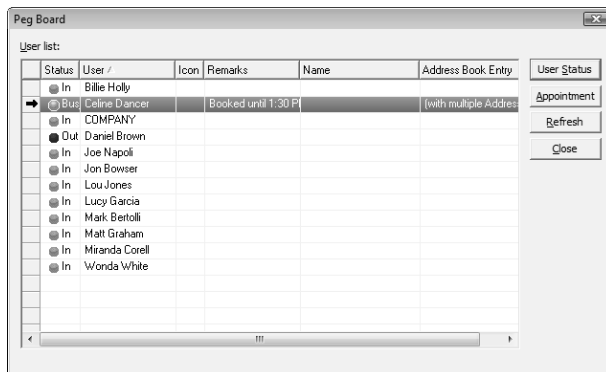 Peg Board
User list:
Status User Icon Remarks Name Address Book Entry
In Billie Holly
Bus Celine Dancer Booked until 1:30 P (with multiple Addres
In COMPANY
Out Daniel Brown
In Joe Napoli
In Jon Bowser
In Lou Jones
In Lucy Garcia
In Mark Bertolli
In Matt Graham
In Miranda Corell
In Wonda White
User Status
Appointment
Refresh
Close